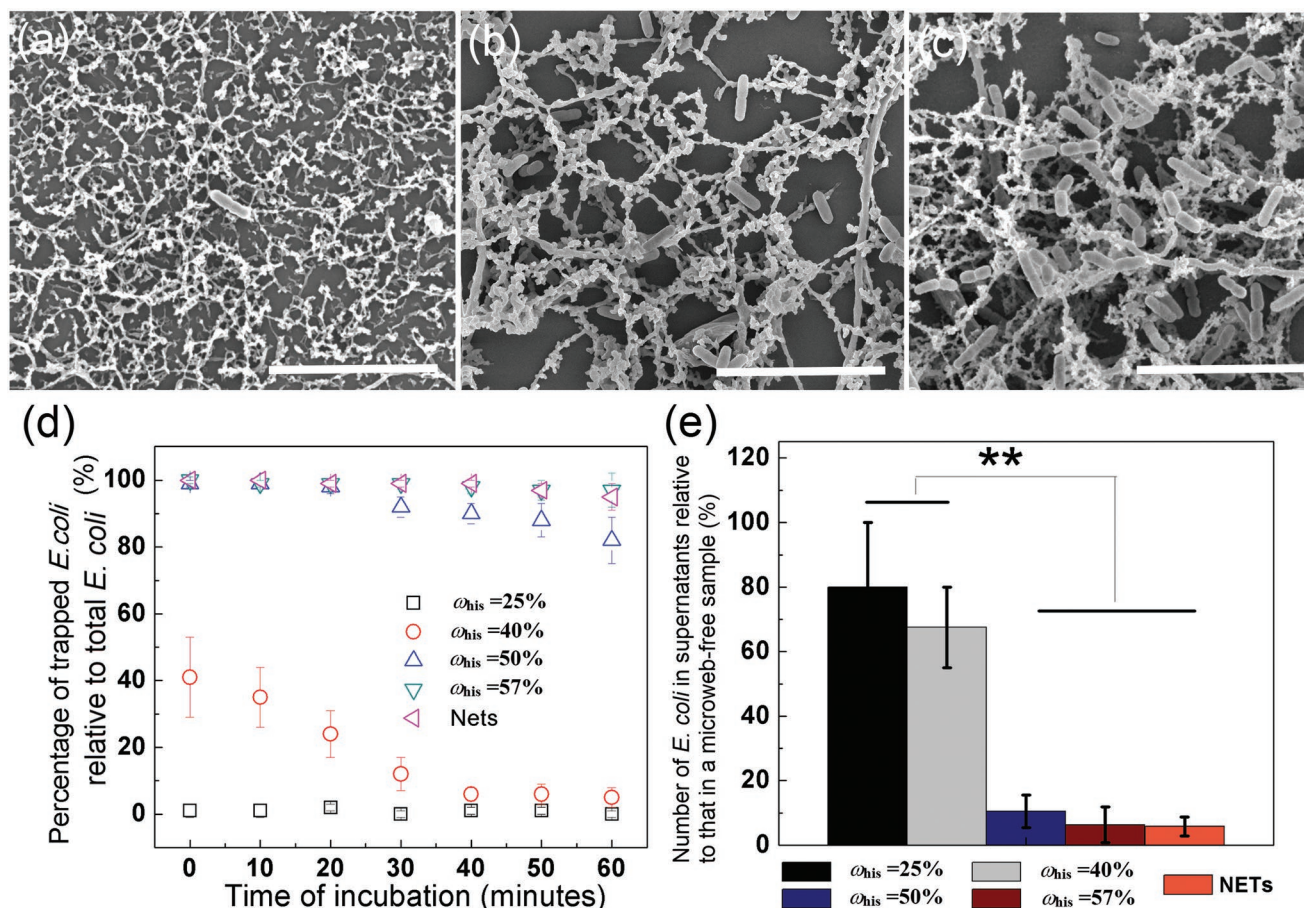 (a)
(b)
(c)
(d)
Percentage of trapped E.coli
relative to total E. coli (%)
100
80
60
40
20
0
ωhis =25%
ωhis =40%
ωhis =50%
ωhis =57%
Nets
0 10 20 30 40 50 60
Time of incubation (minutes)
(e)
Number of E. coli in supernatants relative
to that in a microweb-free sample (%)
120
100
80
60
40
20
0
**
ωhis =25%
ωhis =40%
ωhis =50%
ωhis =57%
NETs